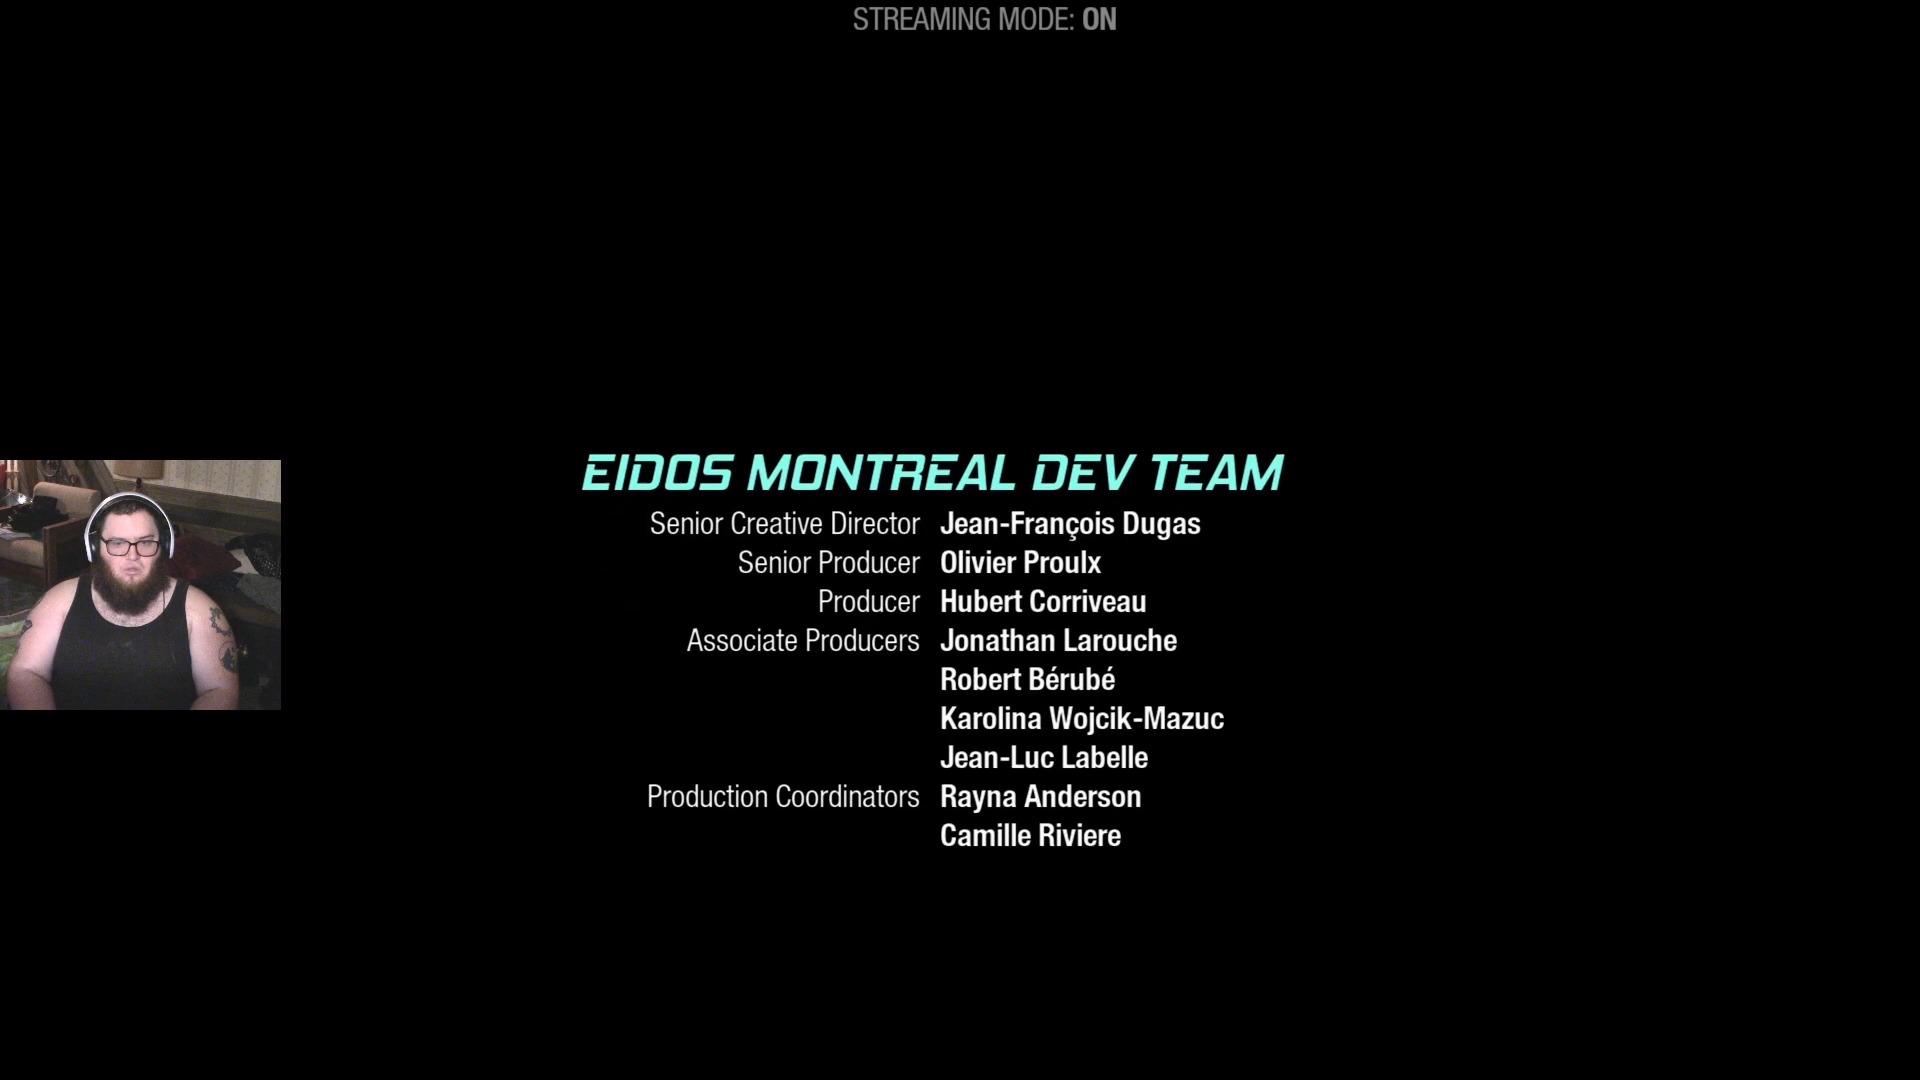 STREAMING MODE: ON
EIDOS MONTREAL DEV TEAM
Senior Creative Director Jean-François Dugas
Senior Producer Olivier Proulx
Producer Hubert Corriveau
Associate Producers Jonathan Larouche
Robert Bérubé
Karolina Wojcik-Mazuc
Jean-Luc Labelle
Production Coordinators Rayna Anderson
Camille Riviere